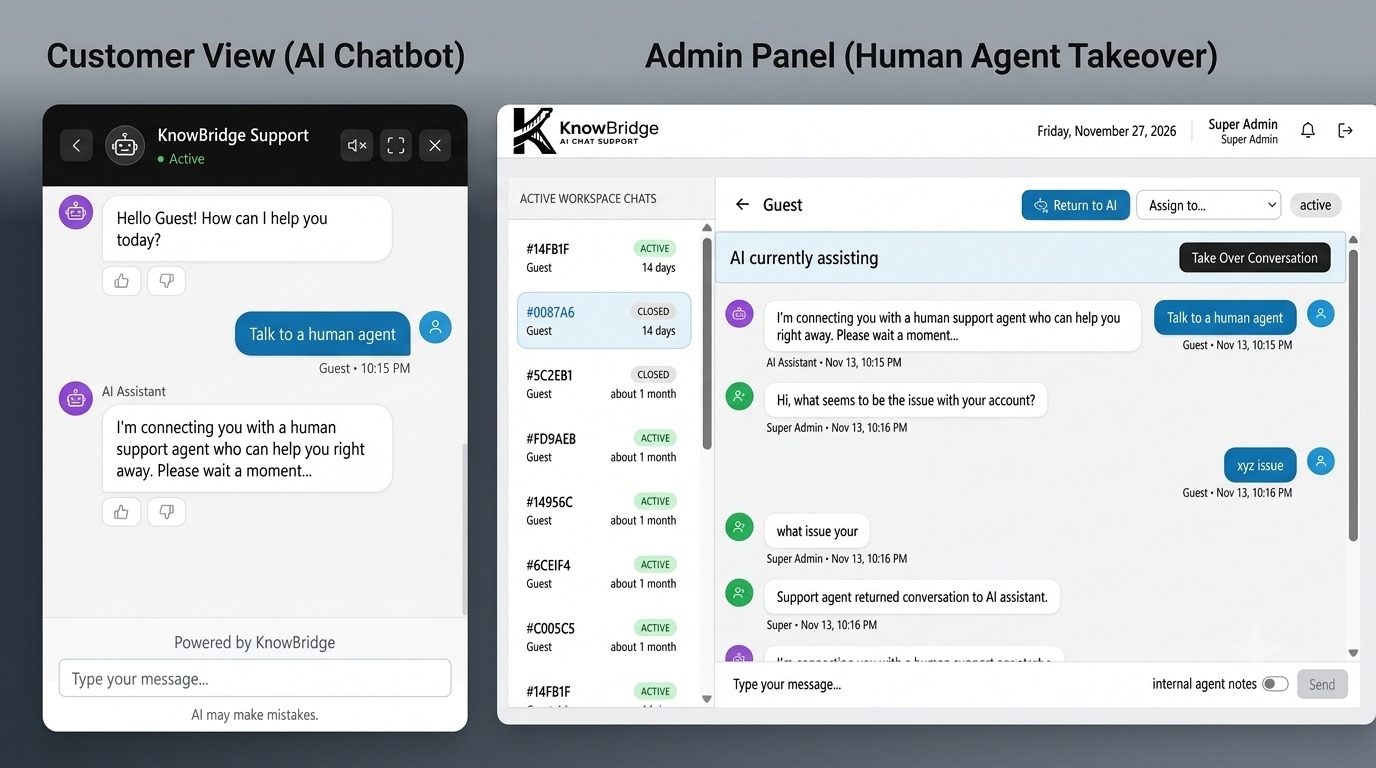 Customer View (AI Chatbot)
KnowBridge Support
Active
Hello Guest! How can I help you
today?
Talk to a human agent
Guest • 10:15 PM
AI Assistant
I'm connecting you with a human
support agent who can help you right
away. Please wait a moment...
Powered by KnowBridge
Type your message...
AI may make mistakes.
Admin Panel (Human Agent Takeover)
KnowBridge
AI CHAT SUPPORT
Friday, November 27, 2026
Super Admin
Super Admin
ACTIVE WORKSPACE CHATS
#14FB1F ACTIVE
Guest 14 days
#0087A6 CLOSED
Guest 14 days
#5C2EB1 CLOSED
Guest about 1 month
#FD9AEB ACTIVE
Guest about 1 month
#14956C ACTIVE
Guest about 1 month
#6CEIF4 ACTIVE
Guest about 1 month
#C005C5 ACTIVE
Guest about 1 month
#14FB1F ACTIVE
Guest
Return to AI
Assign to...
active
AI currently assisting
Take Over Conversation
I'm connecting you with a human support agent who can help you
right away. Please wait a moment...
AI Assistant • Nov 13, 10:15 PM
Talk to a human agent
Guest • Nov 13, 10:15 PM
Hi, what seems to be the issue with your account?
Super Admin • Nov 13, 10:16 PM
xyz issue
Guest • Nov 13, 10:16 PM
what issue your
Super Admin • Nov 13, 10:16 PM
Support agent returned conversation to AI assistant.
Super • Nov 13, 10:16 PM
I'm connecting you with a human support agent
Type your message...
internal agent notes
Send